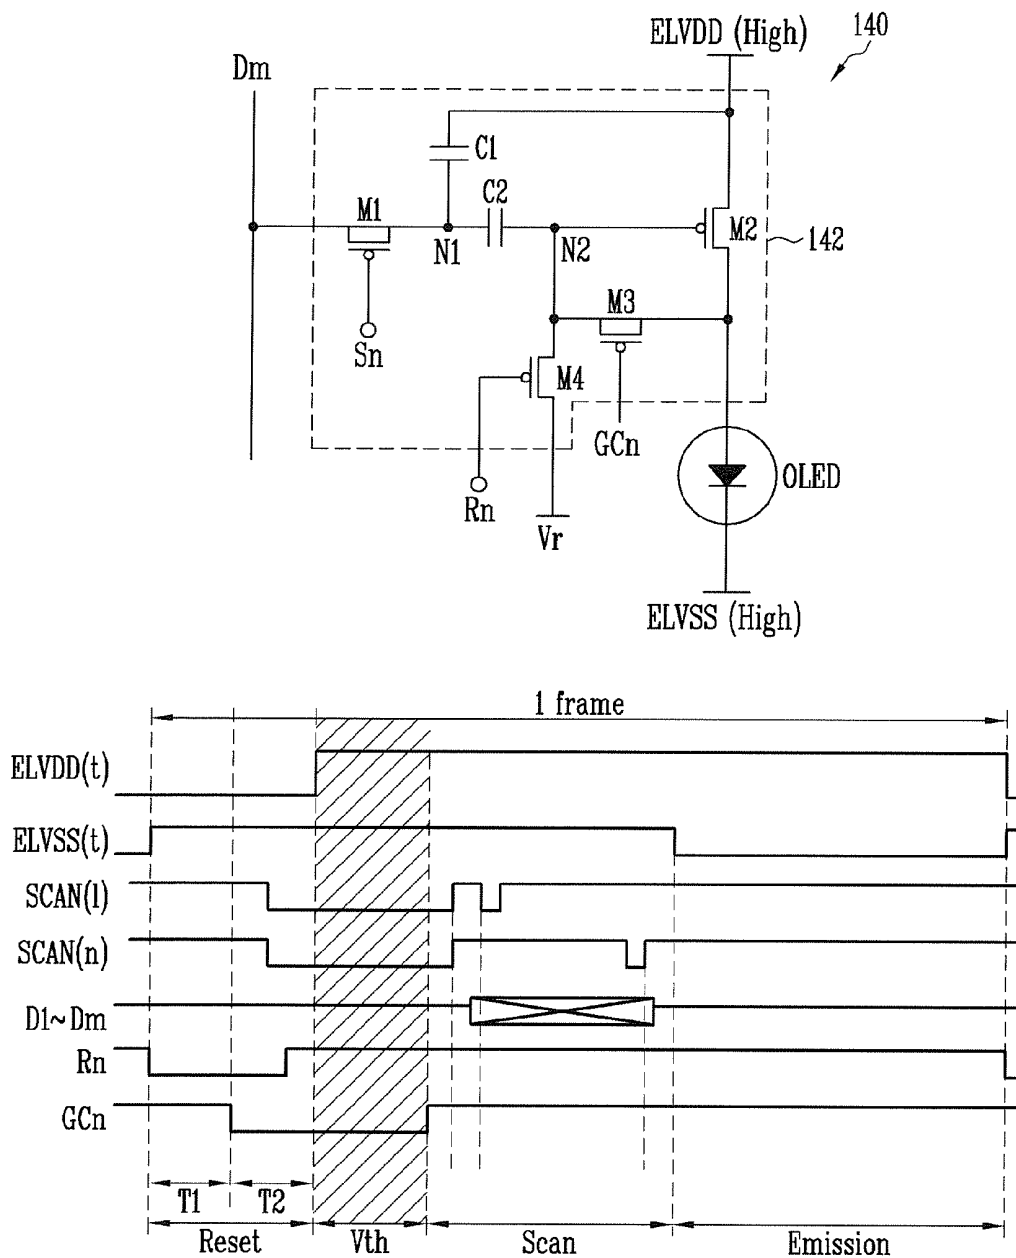 140
ELVDD (High)
Dm
C1
C2
M1
M2
N1
N2
142
M3
Sn
M4
GCn
OLED
Rn
Vr
ELVSS (High)
1 frame
ELVDD(t)
ELVSS(t)
SCAN(1)
SCAN(n)
D1~Dm
Rn
GCn
T1 T2
Reset Vth Scan Emission